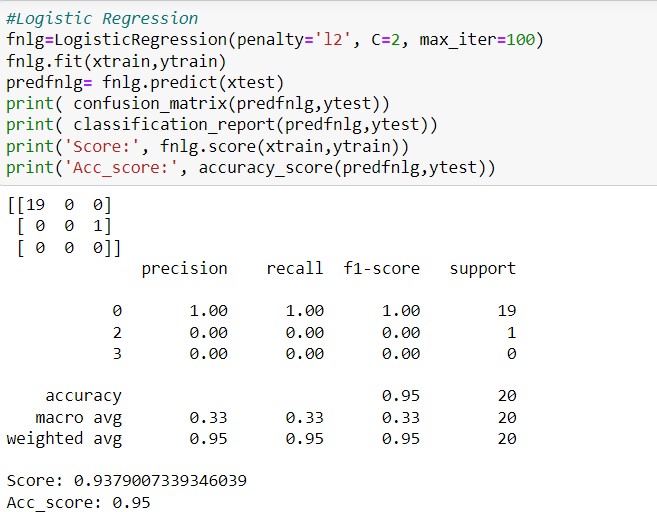 #Logistic Regression
fnlg=LogisticRegression(penalty='l2', C=2, max_iter=100)
fnlg.fit(xtrain,ytrain)
predfnlg= fnlg.predict(xtest)
print( confusion_matrix(predfnlg,ytest))
print( classification_report(predfnlg,ytest))
print('Score:', fnlg.score(xtrain,ytrain))
print('Acc_score:', accuracy_score(predfnlg,ytest))
[[19  0  0]
 [ 0  0  1]
 [ 0  0  0]]
              precision    recall  f1-score   support
           0       1.00      1.00      1.00        19
           2       0.00      0.00      0.00         1
           3       0.00      0.00      0.00         0
    accuracy                           0.95        20
   macro avg       0.33      0.33      0.33        20
weighted avg       0.95      0.95      0.95        20
Score: 0.9379007339346039
Acc_score: 0.95